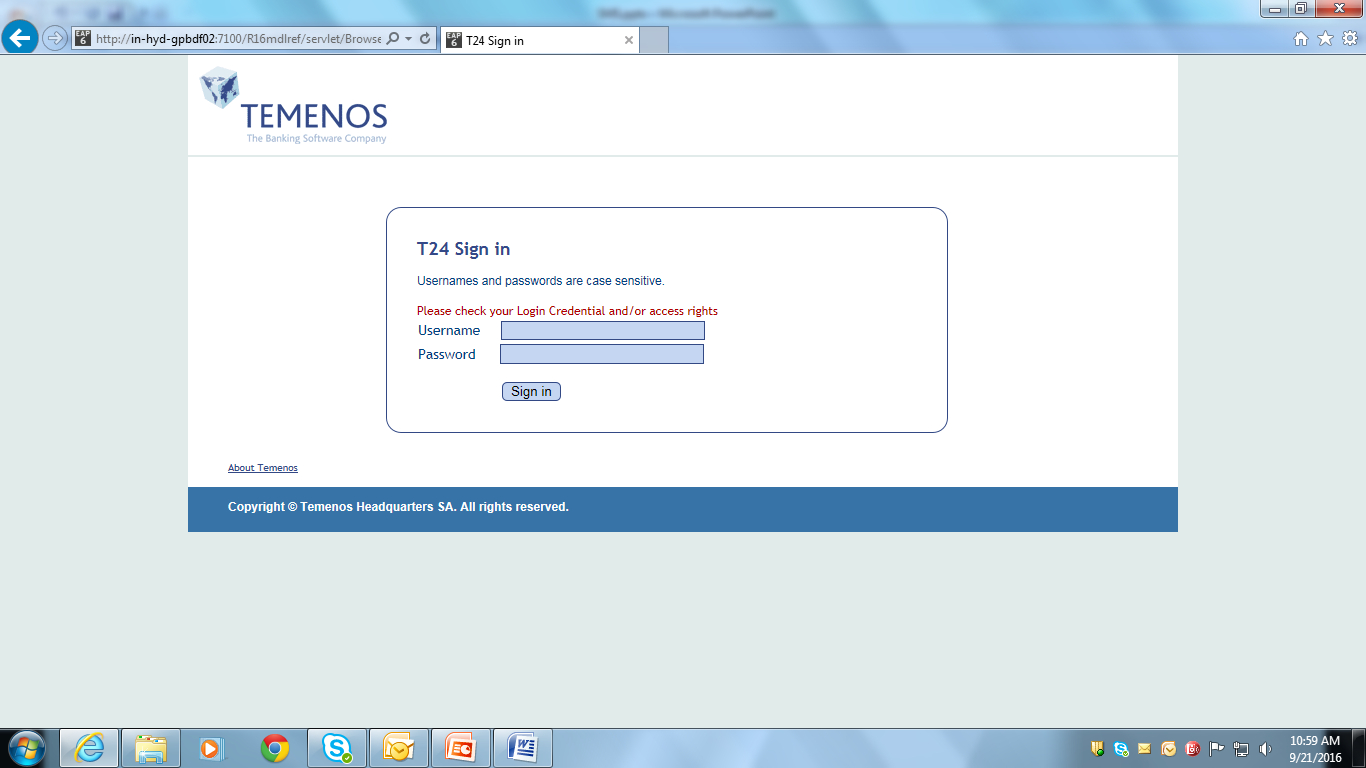 http://in-hyd-gpbdf02:7100/R16mdlref/servlet/Browse
EAP 6
T24 Sign in
TEMENOS
The Banking Software Company
T24 Sign in
Usernames and passwords are case sensitive.
Please check your Login Credential and/or access rights
Username
Password
Sign in
About Temenos
Copyright © Temenos Headquarters SA. All rights reserved.
10:59 AM
9/21/2016